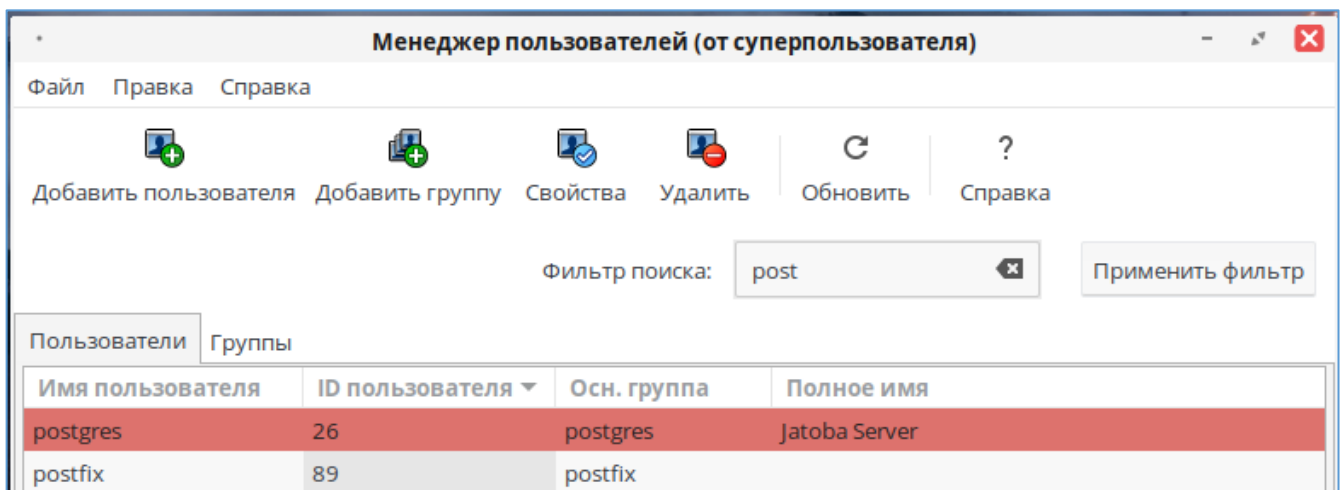 Менеджер пользователей (от суперпользователя)
Файл Правка Справка
Добавить пользователя Добавить группу Свойства Удалить Обновить Справка
Фильтр поиска: post Применить фильтр
Пользователи Группы
Имя пользователя ID пользователя Осн. группа Полное имя
postgres 26 postgres Jatoba Server
postfix 89 postfix